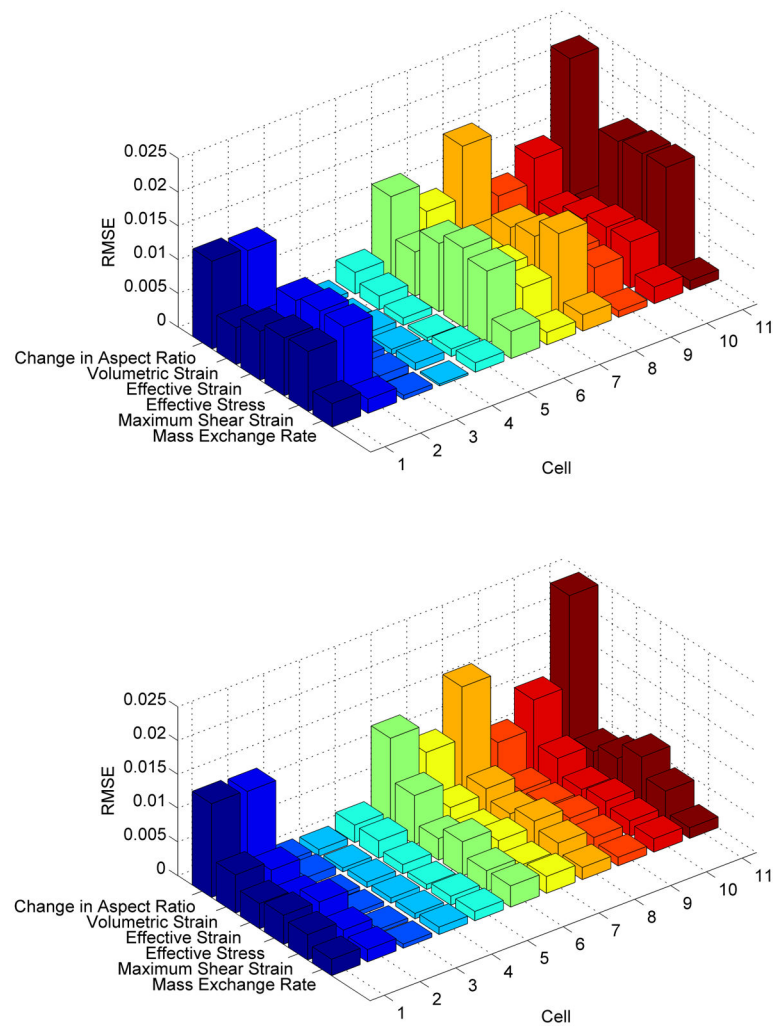 0.025
0.02
0.015
0.01
0.005
0
RMSE
Change in Aspect Ratio
Volumetric Strain
Effective Strain
Effective Stress
Maximum Shear Strain
Mass Exchange Rate
1
2
3
4
5
6
7
8
9
10
11
Cell
0.025
0.02
0.015
0.01
0.005
0
RMSE
Change in Aspect Ratio
Volumetric Strain
Effective Strain
Effective Stress
Maximum Shear Strain
Mass Exchange Rate
1
2
3
4
5
6
7
8
9
10
11
Cell